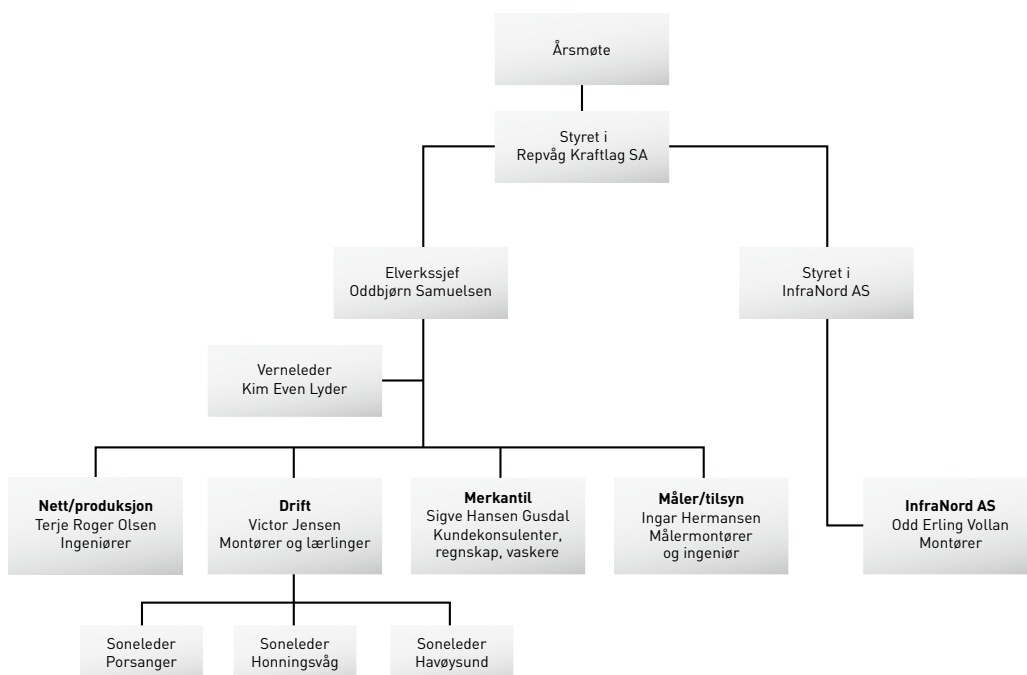 Årsmøte
Styret i
Repvåg Kraftlag SA
Elverkssjef
Oddbjørn Samuelsen
Styret i
InfraNord AS
Verneleder
Kim Even Lyder
Nett/produksjon
Terje Roger Olsen
Ingeniører
Drift
Victor Jensen
Montører og lærlinger
Merkantil
Sigve Hansen Gusdal
Kundekonsulenter,
regnskap, vaskere
Måler/tilsyn
Ingar Hermansen
Målermontører
og ingeniør
InfraNord AS
Odd Erling Vollan
Montører
Soneleder
Porsanger
Soneleder
Honningsvåg
Soneleder
Havøysund